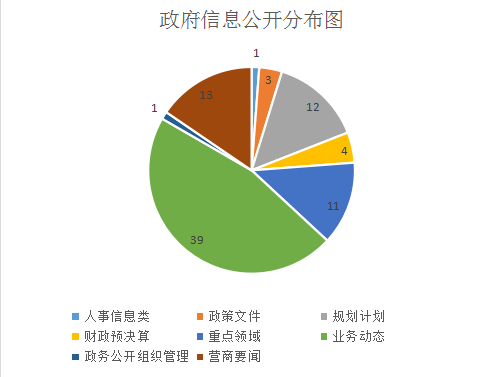 政府信息公开分布图
1
3
12
4
11
39
1
13
人事信息类 政策文件 规划计划
财政预决算 重点领域 业务动态
政务公开组织管理 营商要闻